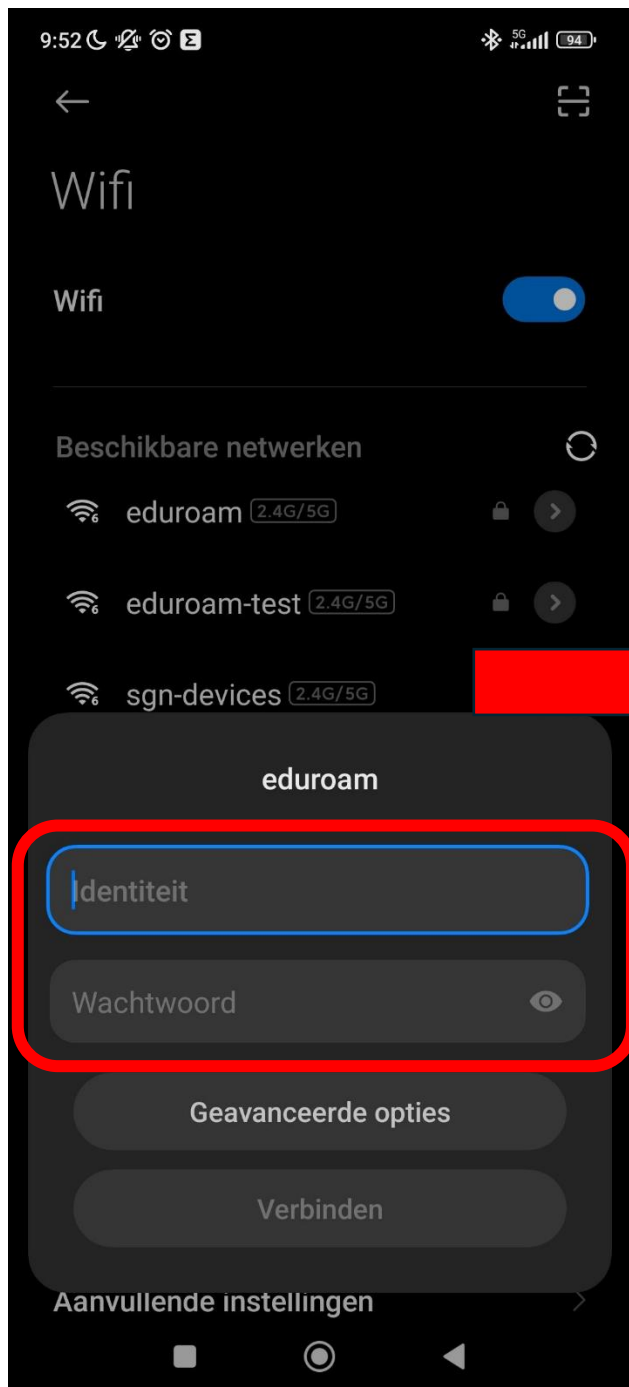 9:52 5G 94
Wifi
Wifi
Beschikbare netwerken
eduroam 2.4G/5G
eduroam-test 2.4G/5G
sgn-devices 2.4G/5G
eduroam
Identiteit
Wachtwoord
Geavanceerde opties
Verbinden
Aanvullende instellingen